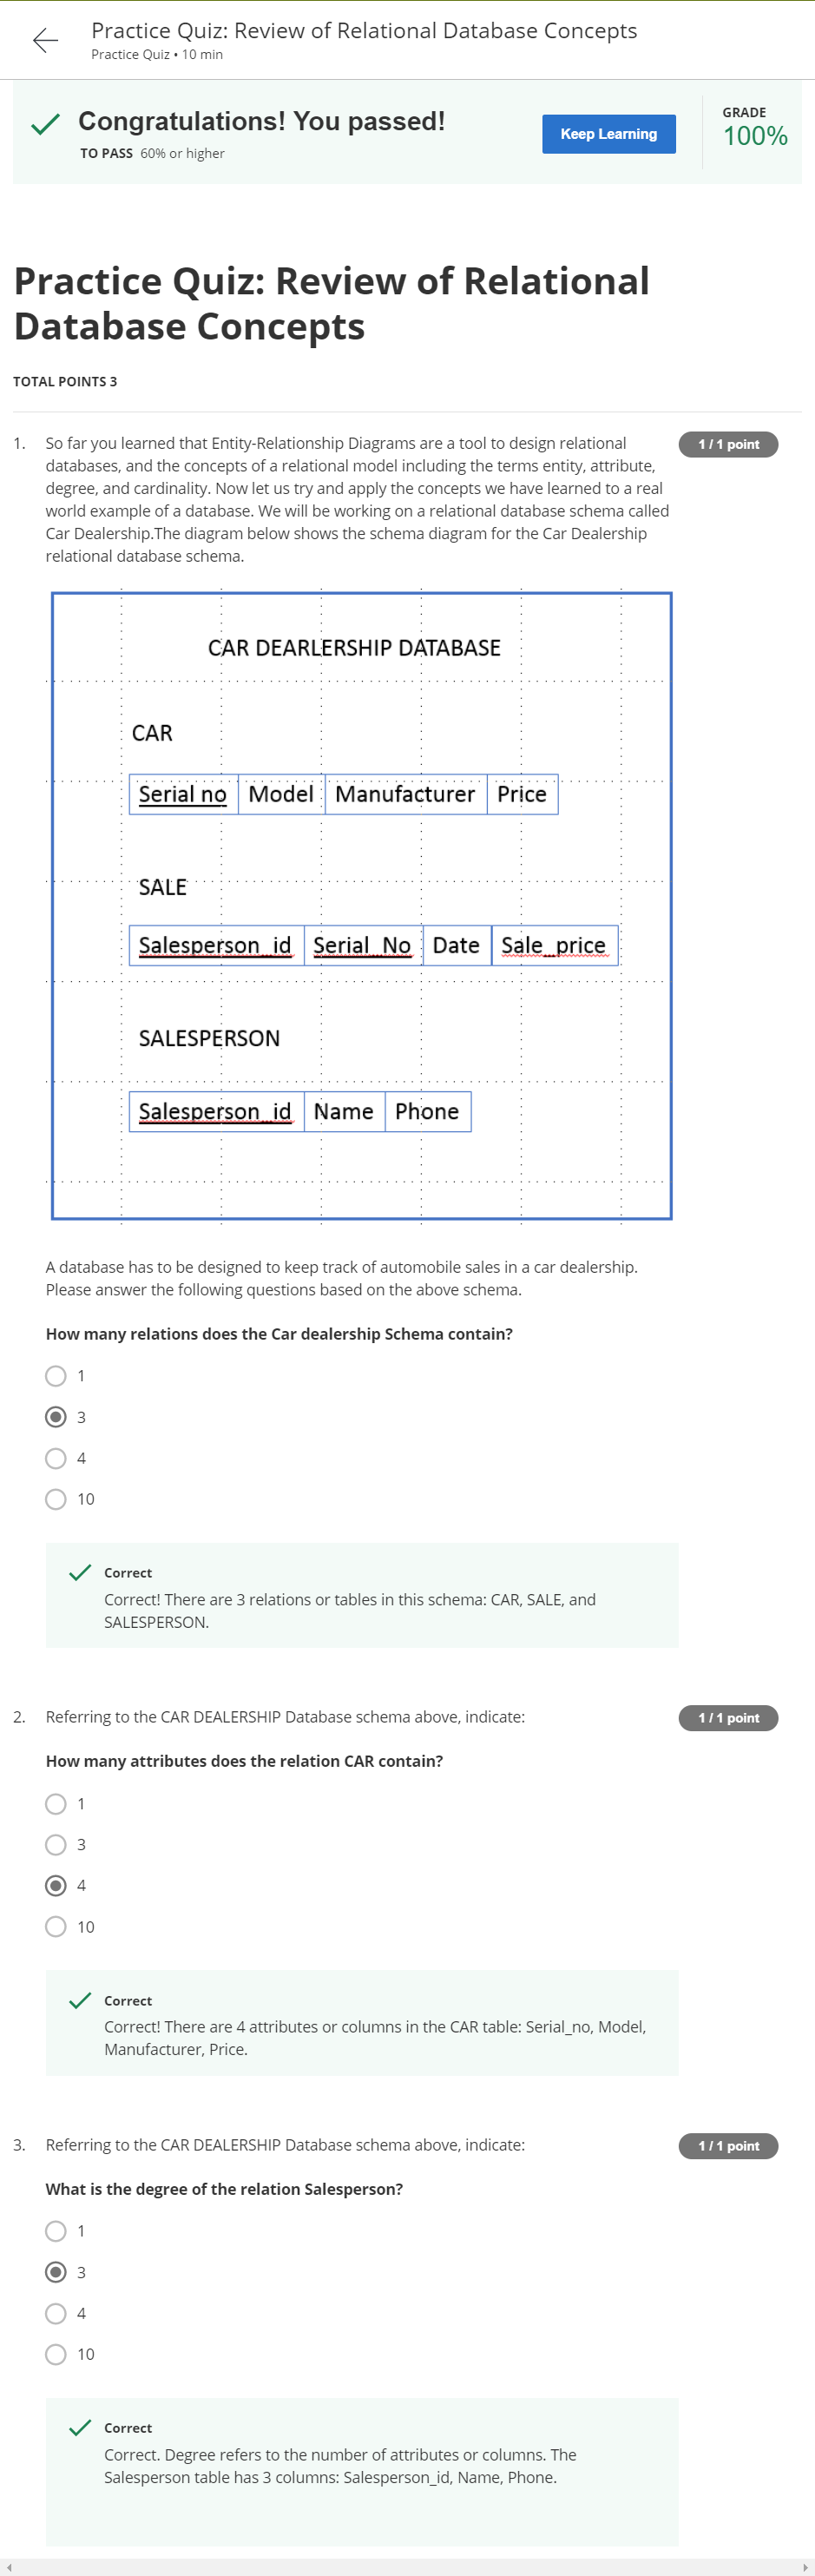 Practice Quiz: Review of Relational Database Concepts
Practice Quiz • 10 min
Congratulations! You passed!
TO PASS 60% or higher
Keep Learning
GRADE
100%
Practice Quiz: Review of Relational
Database Concepts
TOTAL POINTS 3
1. So far you learned that Entity-Relationship Diagrams are a tool to design relational
databases, and the concepts of a relational model including the terms entity, attribute,
degree, and cardinality. Now let us try and apply the concepts we have learned to a real
world example of a database. We will be working on a relational database schema called
Car Dealership.The diagram below shows the schema diagram for the Car Dealership
relational database schema.
1 / 1 point
CAR DEARLERSHIP DATABASE
CAR
Serial no Model Manufacturer Price
SALE
Salesperson_id Serial_No Date Sale_price
SALESPERSON
Salesperson_id Name Phone
A database has to be designed to keep track of automobile sales in a car dealership.
Please answer the following questions based on the above schema.
How many relations does the Car dealership Schema contain?
1
3
4
10
Correct
Correct! There are 3 relations or tables in this schema: CAR, SALE, and
SALESPERSON.
2. Referring to the CAR DEALERSHIP Database schema above, indicate:
1 / 1 point
How many attributes does the relation CAR contain?
1
3
4
10
Correct
Correct! There are 4 attributes or columns in the CAR table: Serial_no, Model,
Manufacturer, Price.
3. Referring to the CAR DEALERSHIP Database schema above, indicate:
1 / 1 point
What is the degree of the relation Salesperson?
1
3
4
10
Correct
Correct. Degree refers to the number of attributes or columns. The
Salesperson table has 3 columns: Salesperson_id, Name, Phone.